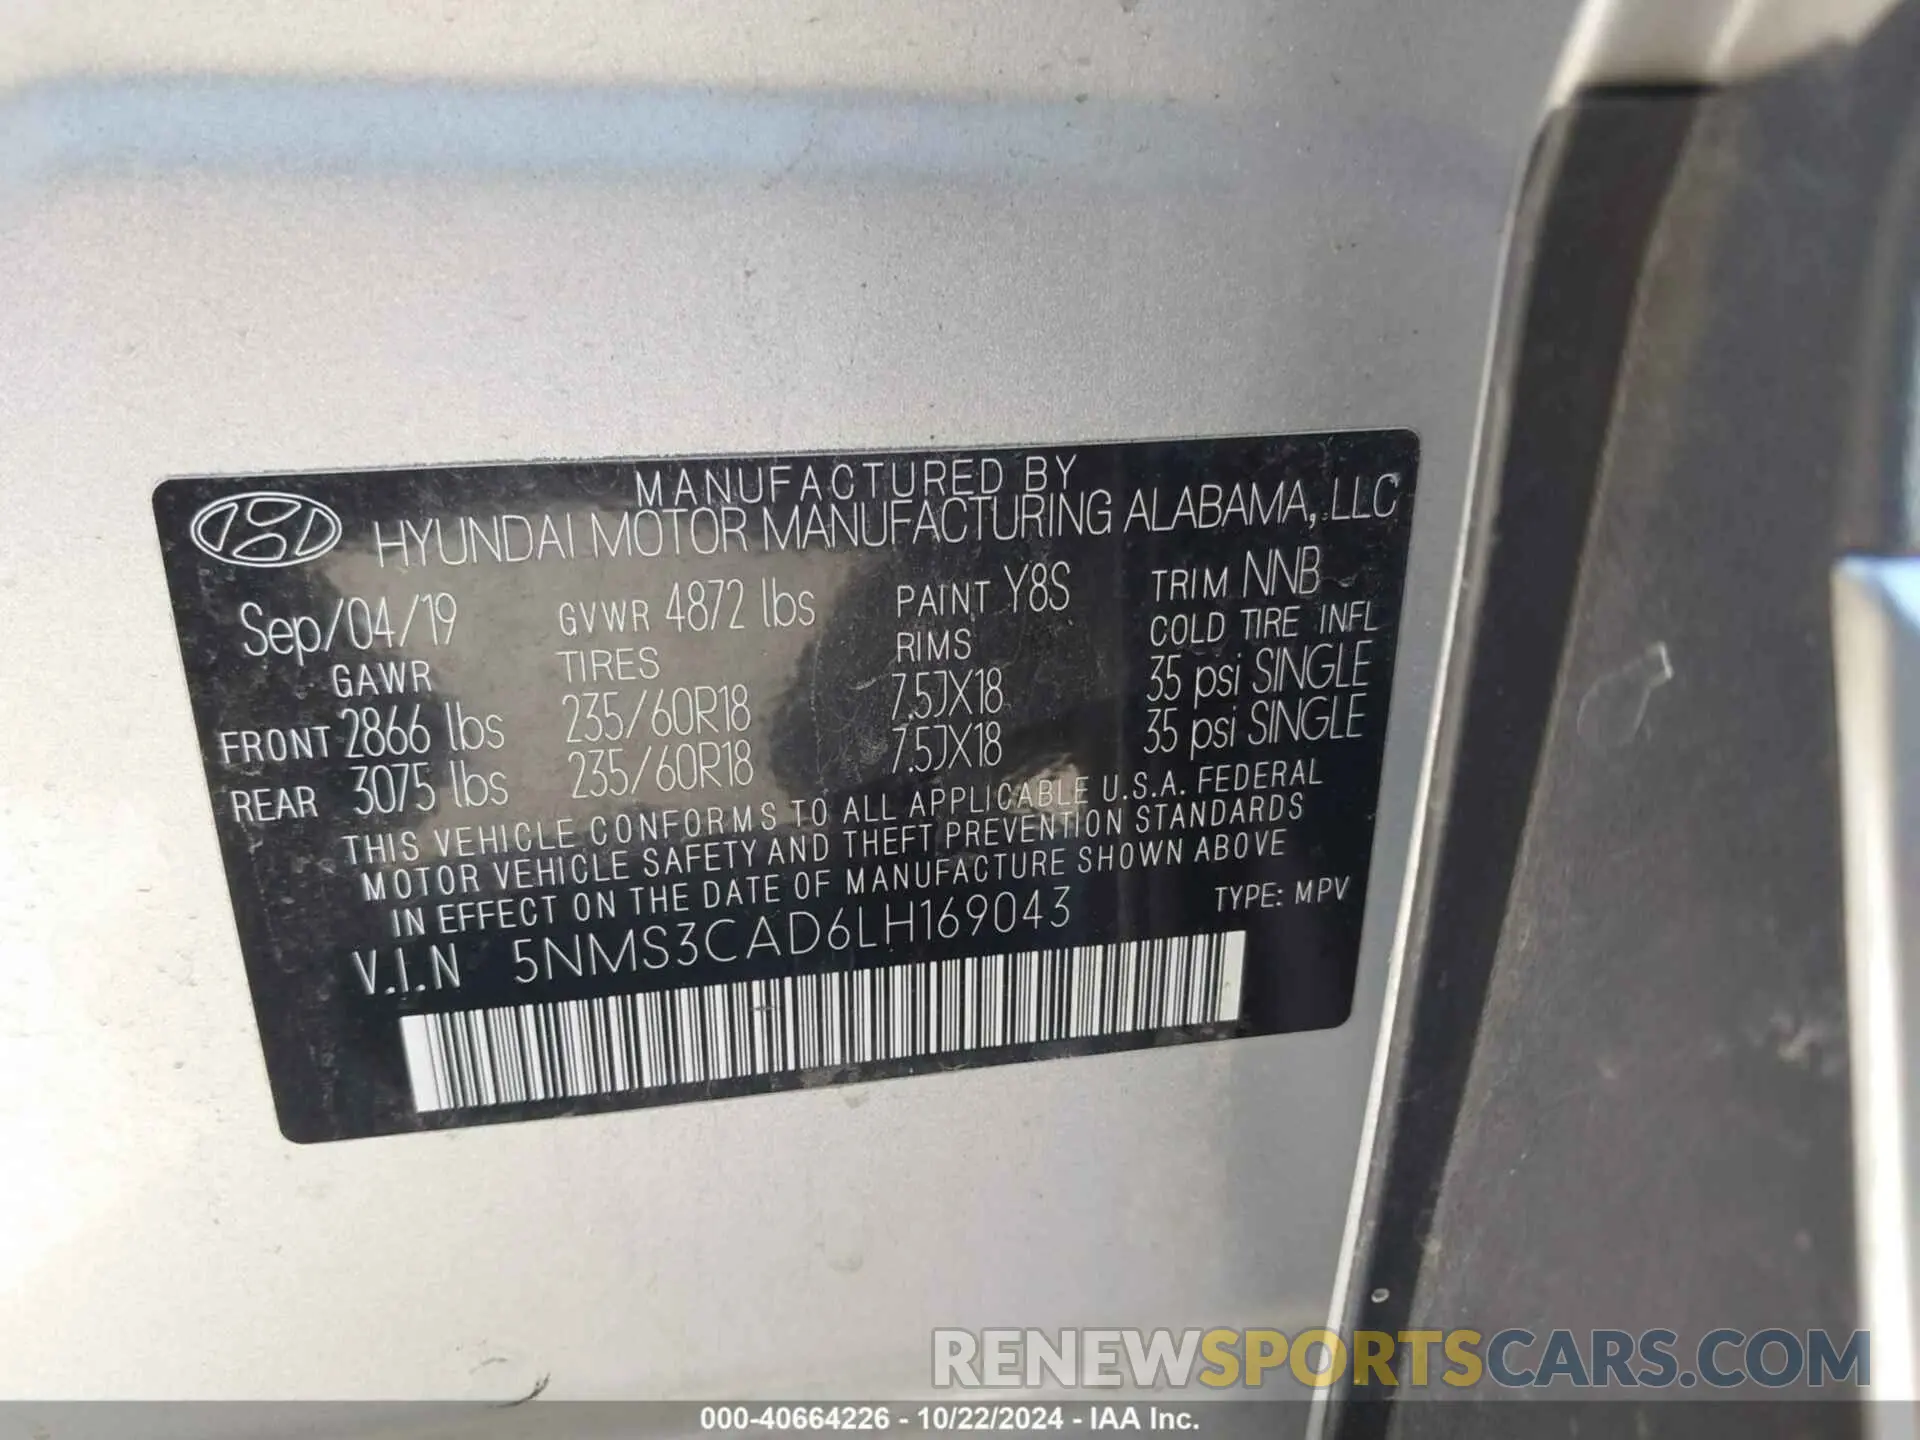 MANUFACTURED BY
HYUNDAI MOTOR MANUFACTURING ALABAMA, LLC
Sep/04/19 GVWR 4872 lbs PAINT Y8S TRIM NNB
GAWR TIRES RIMS COLD TIRE INFL
FRONT 2866 lbs 235/60R18 7.5JX18 35 psi SINGLE
REAR 3075 lbs 235/60R18 7.5JX18 35 psi SINGLE
THIS VEHICLE CONFORMS TO ALL APPLICABLE U.S.A. FEDERAL
MOTOR VEHICLE SAFETY AND THEFT PREVENTION STANDARDS
IN EFFECT ON THE DATE OF MANUFACTURE SHOWN ABOVE
V.I.N 5NMS3CAD6LH169043 TYPE: MPV
RENEWSPORTSCARS.COM
000-40664226 - 10/22/2024 - IAA Inc.